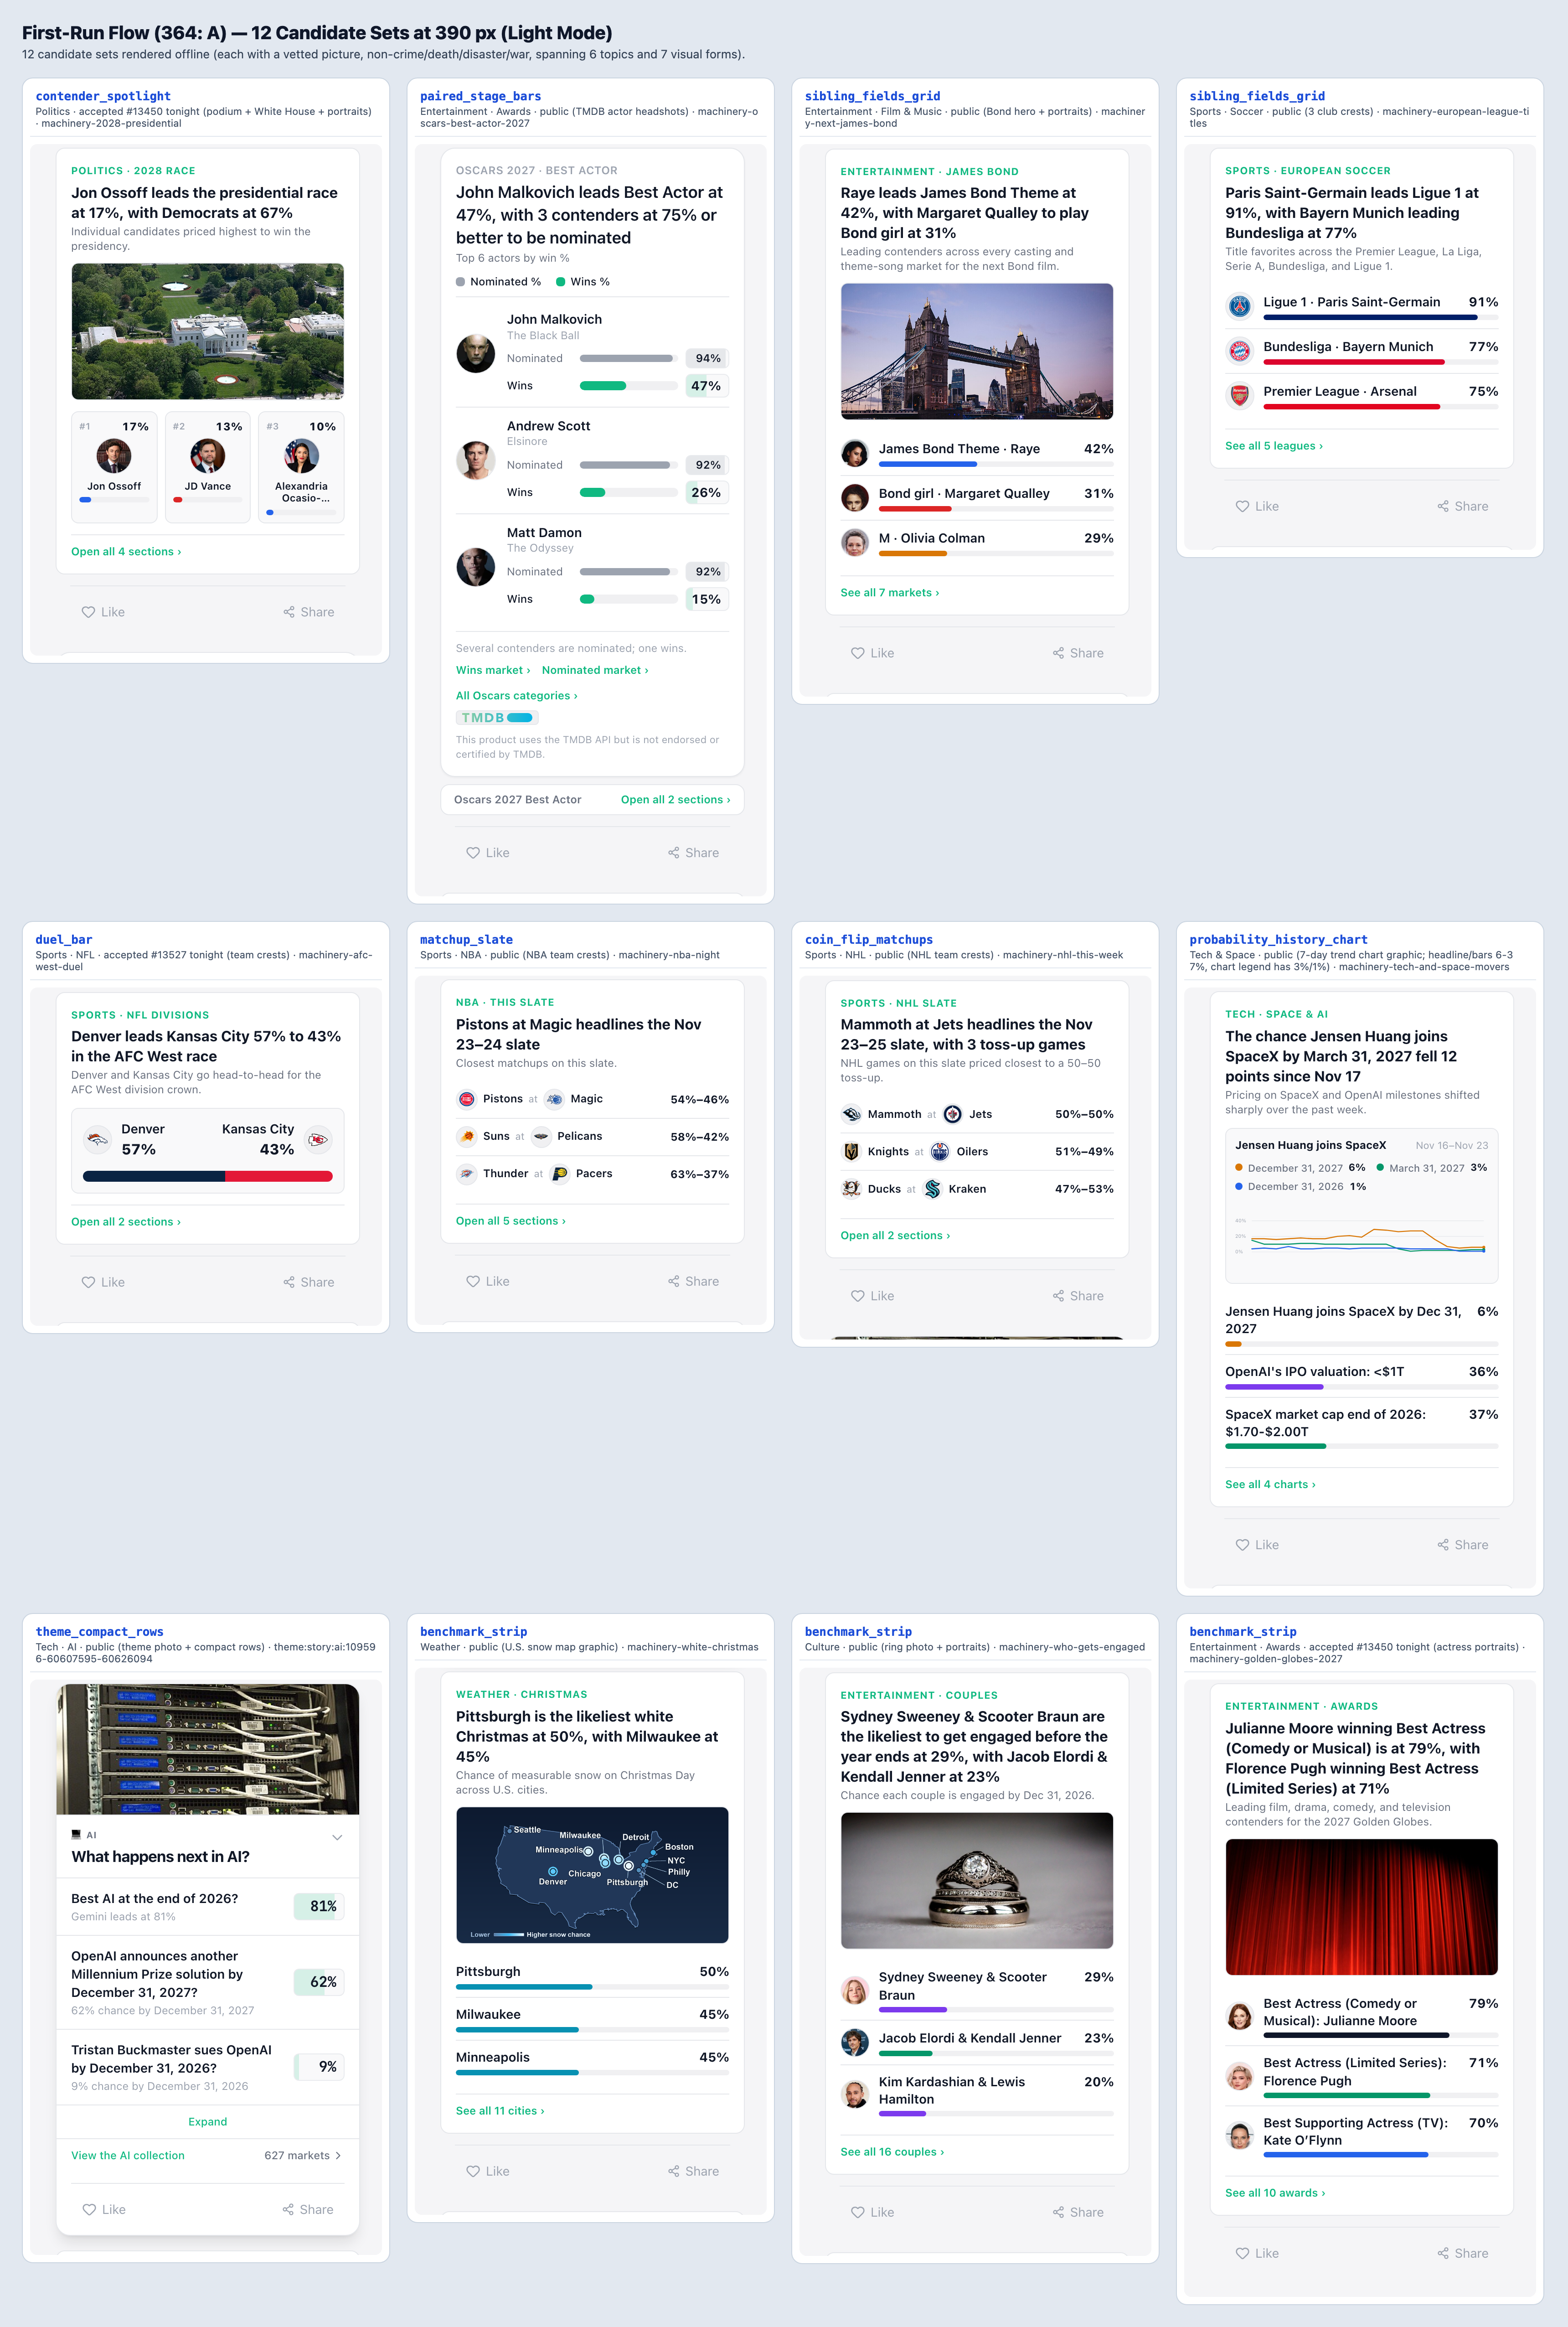 First-Run Flow (364: A) — 12 Candidate Sets at 390 px (Light Mode)
12 candidate sets rendered offline (each with a vetted picture, non-crime/death/disaster/war, spanning 6 topics and 7 visual forms).
contender_spotlight
Politics · accepted #13450 tonight (podium + White House + portraits)
· machinery-2028-presidential
POLITICS · 2028 RACE
Jon Ossoff leads the presidential race
at 17%, with Democrats at 67%
Individual candidates priced highest to win the
presidency.
#1 17%
Jon Ossoff
#2 13%
JD Vance
#3 10%
Alexandria
Ocasio-...
Open all 4 sections ›
Like
Share
paired_stage_bars
Entertainment · Awards · public (TMDB actor headshots) · machinery-o
scars-best-actor-2027
OSCARS 2027 · BEST ACTOR
John Malkovich leads Best Actor at
47%, with 3 contenders at 75% or
better to be nominated
Top 6 actors by win %
Nominated % Wins %
John Malkovich
The Black Ball
Nominated 94%
Wins 47%
Andrew Scott
Elsinore
Nominated 92%
Wins 26%
Matt Damon
The Odyssey
Nominated 92%
Wins 15%
Several contenders are nominated; one wins.
Wins market › Nominated market ›
All Oscars categories ›
TMDB
This product uses the TMDB API but is not endorsed or
certified by TMDB.
Oscars 2027 Best Actor Open all 2 sections ›
Like
Share
sibling_fields_grid
Entertainment · Film & Music · public (Bond hero + portraits) · machiner
y-next-james-bond
ENTERTAINMENT · JAMES BOND
Raye leads James Bond Theme at
42%, with Margaret Qualley to play
Bond girl at 31%
Leading contenders across every casting and
theme-song market for the next Bond film.
James Bond Theme · Raye 42%
Bond girl · Margaret Qualley 31%
M · Olivia Colman 29%
See all 7 markets ›
Like
Share
sibling_fields_grid
Sports · Soccer · public (3 club crests) · machinery-european-league-ti
tles
SPORTS · EUROPEAN SOCCER
Paris Saint-Germain leads Ligue 1 at
91%, with Bayern Munich leading
Bundesliga at 77%
Title favorites across the Premier League, La Liga,
Serie A, Bundesliga, and Ligue 1.
Ligue 1 · Paris Saint-Germain 91%
Bundesliga · Bayern Munich 77%
Premier League · Arsenal 75%
See all 5 leagues ›
Like
Share
duel_bar
Sports · NFL · accepted #13527 tonight (team crests) · machinery-afc-
west-duel
SPORTS · NFL DIVISIONS
Denver leads Kansas City 57% to 43%
in the AFC West race
Denver and Kansas City go head-to-head for the
AFC West division crown.
Denver Kansas City
57% 43%
Open all 2 sections ›
Like
Share
matchup_slate
Sports · NBA · public (NBA team crests) · machinery-nba-night
NBA · THIS SLATE
Pistons at Magic headlines the Nov
23–24 slate
Closest matchups on this slate.
Pistons at Magic 54%–46%
Suns at Pelicans 58%–42%
Thunder at Pacers 63%–37%
Open all 5 sections ›
Like
Share
coin_flip_matchups
Sports · NHL · public (NHL team crests) · machinery-nhl-this-week
SPORTS · NHL SLATE
Mammoth at Jets headlines the Nov
23–25 slate, with 3 toss-up games
NHL games on this slate priced closest to a 50–50
toss-up.
Mammoth at Jets 50%–50%
Knights at Oilers 51%–49%
Ducks at Kraken 47%–53%
Open all 2 sections ›
Like
Share
probability_history_chart
Tech & Space · public (7-day trend chart graphic; headline/bars 6-3
7%, chart legend has 3%/1%) · machinery-tech-and-space-movers
TECH · SPACE & AI
The chance Jensen Huang joins
SpaceX by March 31, 2027 fell 12
points since Nov 17
Pricing on SpaceX and OpenAI milestones shifted
sharply over the past week.
Jensen Huang joins SpaceX Nov 16–Nov 23
December 31, 2027 6% March 31, 2027 3%
December 31, 2026 1%
40%
20%
0%
Jensen Huang joins SpaceX by Dec 31, 6%
2027
OpenAI's IPO valuation: <$1T 36%
SpaceX market cap end of 2026: 37%
$1.70-$2.00T
See all 4 charts ›
Like
Share
theme_compact_rows
Tech · AI · public (theme photo + compact rows) · theme:story:ai:10959
6-60607595-60626094
AI
What happens next in AI?
Best AI at the end of 2026? 81%
Gemini leads at 81%
OpenAI announces another
Millennium Prize solution by 62%
December 31, 2027?
62% chance by December 31, 2027
Tristan Buckmaster sues OpenAI
by December 31, 2026? 9%
9% chance by December 31, 2026
Expand
View the AI collection 627 markets ›
Like
Share
benchmark_strip
Weather · public (U.S. snow map graphic) · machinery-white-christmas
WEATHER · CHRISTMAS
Pittsburgh is the likeliest white
Christmas at 50%, with Milwaukee at
45%
Chance of measurable snow on Christmas Day
across U.S. cities.
Seattle
Milwaukee
Detroit
Minneapolis
Boston
NYC
Chicago
Philly
Denver
Pittsburgh
DC
Lower Higher snow chance
Pittsburgh 50%
Milwaukee 45%
Minneapolis 45%
See all 11 cities ›
Like
Share
benchmark_strip
Culture · public (ring photo + portraits) · machinery-who-gets-engaged
ENTERTAINMENT · COUPLES
Sydney Sweeney & Scooter Braun are
the likeliest to get engaged before the
year ends at 29%, with Jacob Elordi &
Kendall Jenner at 23%
Chance each couple is engaged by Dec 31, 2026.
Sydney Sweeney & Scooter 29%
Braun
Jacob Elordi & Kendall Jenner 23%
Kim Kardashian & Lewis 20%
Hamilton
See all 16 couples ›
Like
Share
benchmark_strip
Entertainment · Awards · accepted #13450 tonight (actress portraits) ·
machinery-golden-globes-2027
ENTERTAINMENT · AWARDS
Julianne Moore winning Best Actress
(Comedy or Musical) is at 79%, with
Florence Pugh winning Best Actress
(Limited Series) at 71%
Leading film, drama, comedy, and television
contenders for the 2027 Golden Globes.
Best Actress (Comedy or 79%
Musical): Julianne Moore
Best Actress (Limited Series): 71%
Florence Pugh
Best Supporting Actress (TV): 70%
Kate O’Flynn
See all 10 awards ›
Like
Share